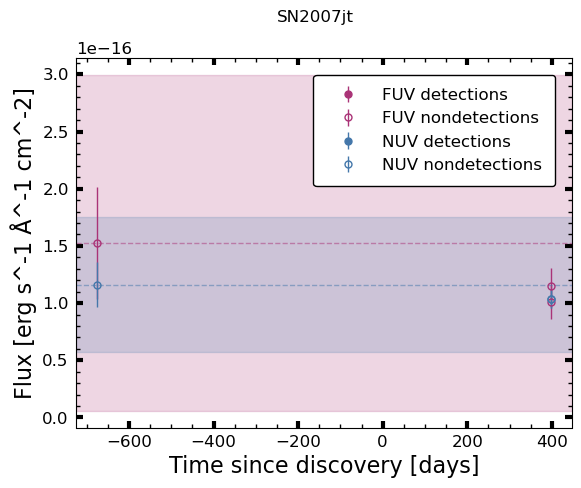 SN2007jt
1e−16
3.0
2.5
2.0
1.5
1.0
0.5
0.0
Flux [erg s^-1 Å^-1 cm^-2]
FUV detections
FUV nondetections
NUV detections
NUV nondetections
−600 −400 −200 0 200 400
Time since discovery [days]